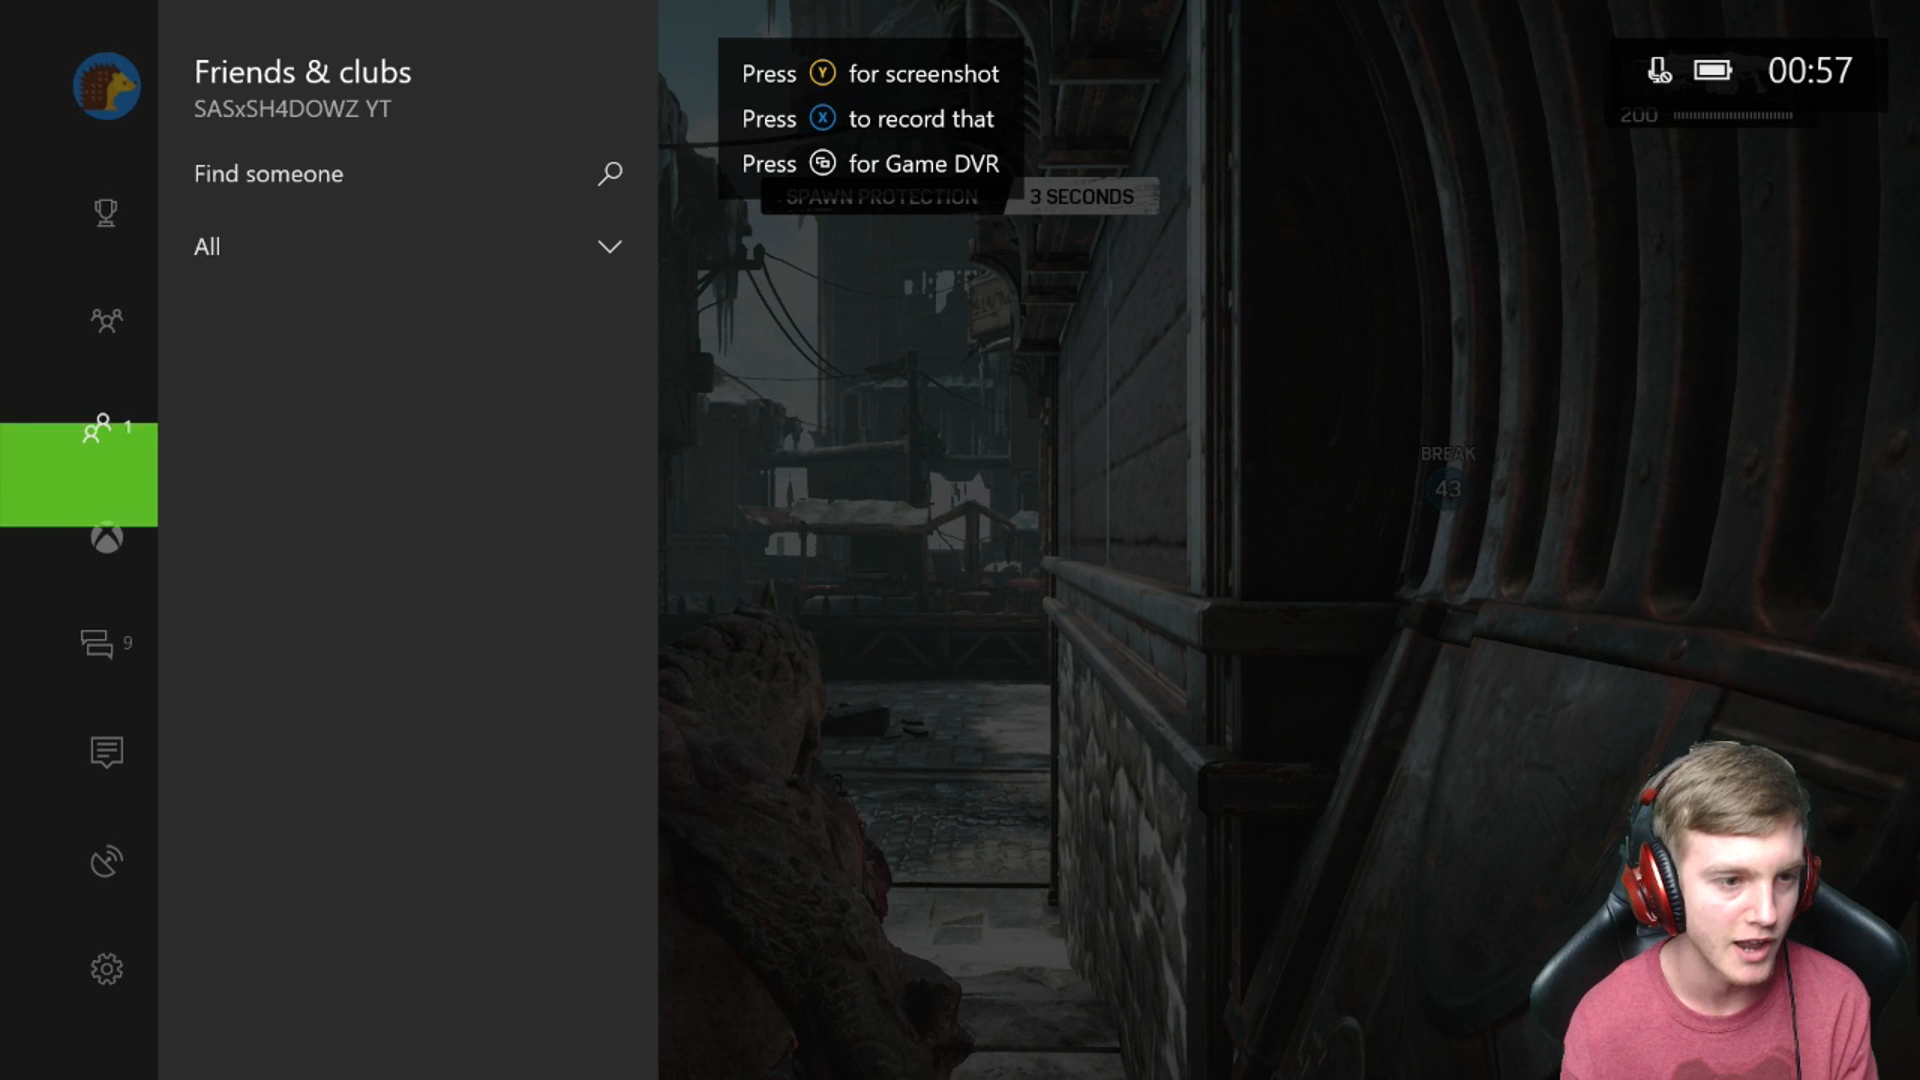 Friends & clubs
SASxSH4DOWZ YT
Find someone
All
1
9
Press Y for screenshot
Press X to record that
Press for Game DVR
SPAWN PROTECTION 3 SECONDS
00:57
200
BREAK
43